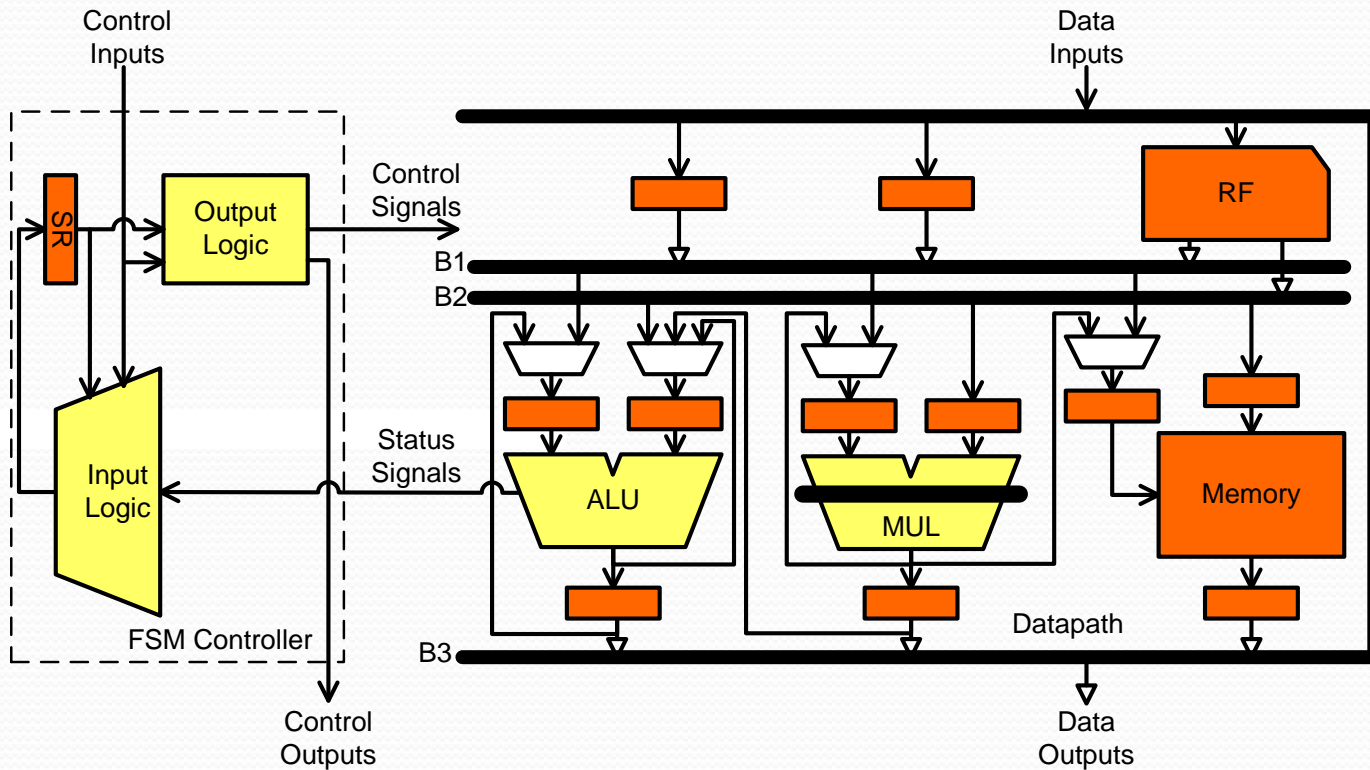 Control
Inputs
Data
Inputs
SR
Output
Logic
Control
Signals
RF
B1
B2
Input
Logic
Status
Signals
ALU
MUL
Memory
FSM Controller
Datapath
B3
Control
Outputs
Data
Outputs